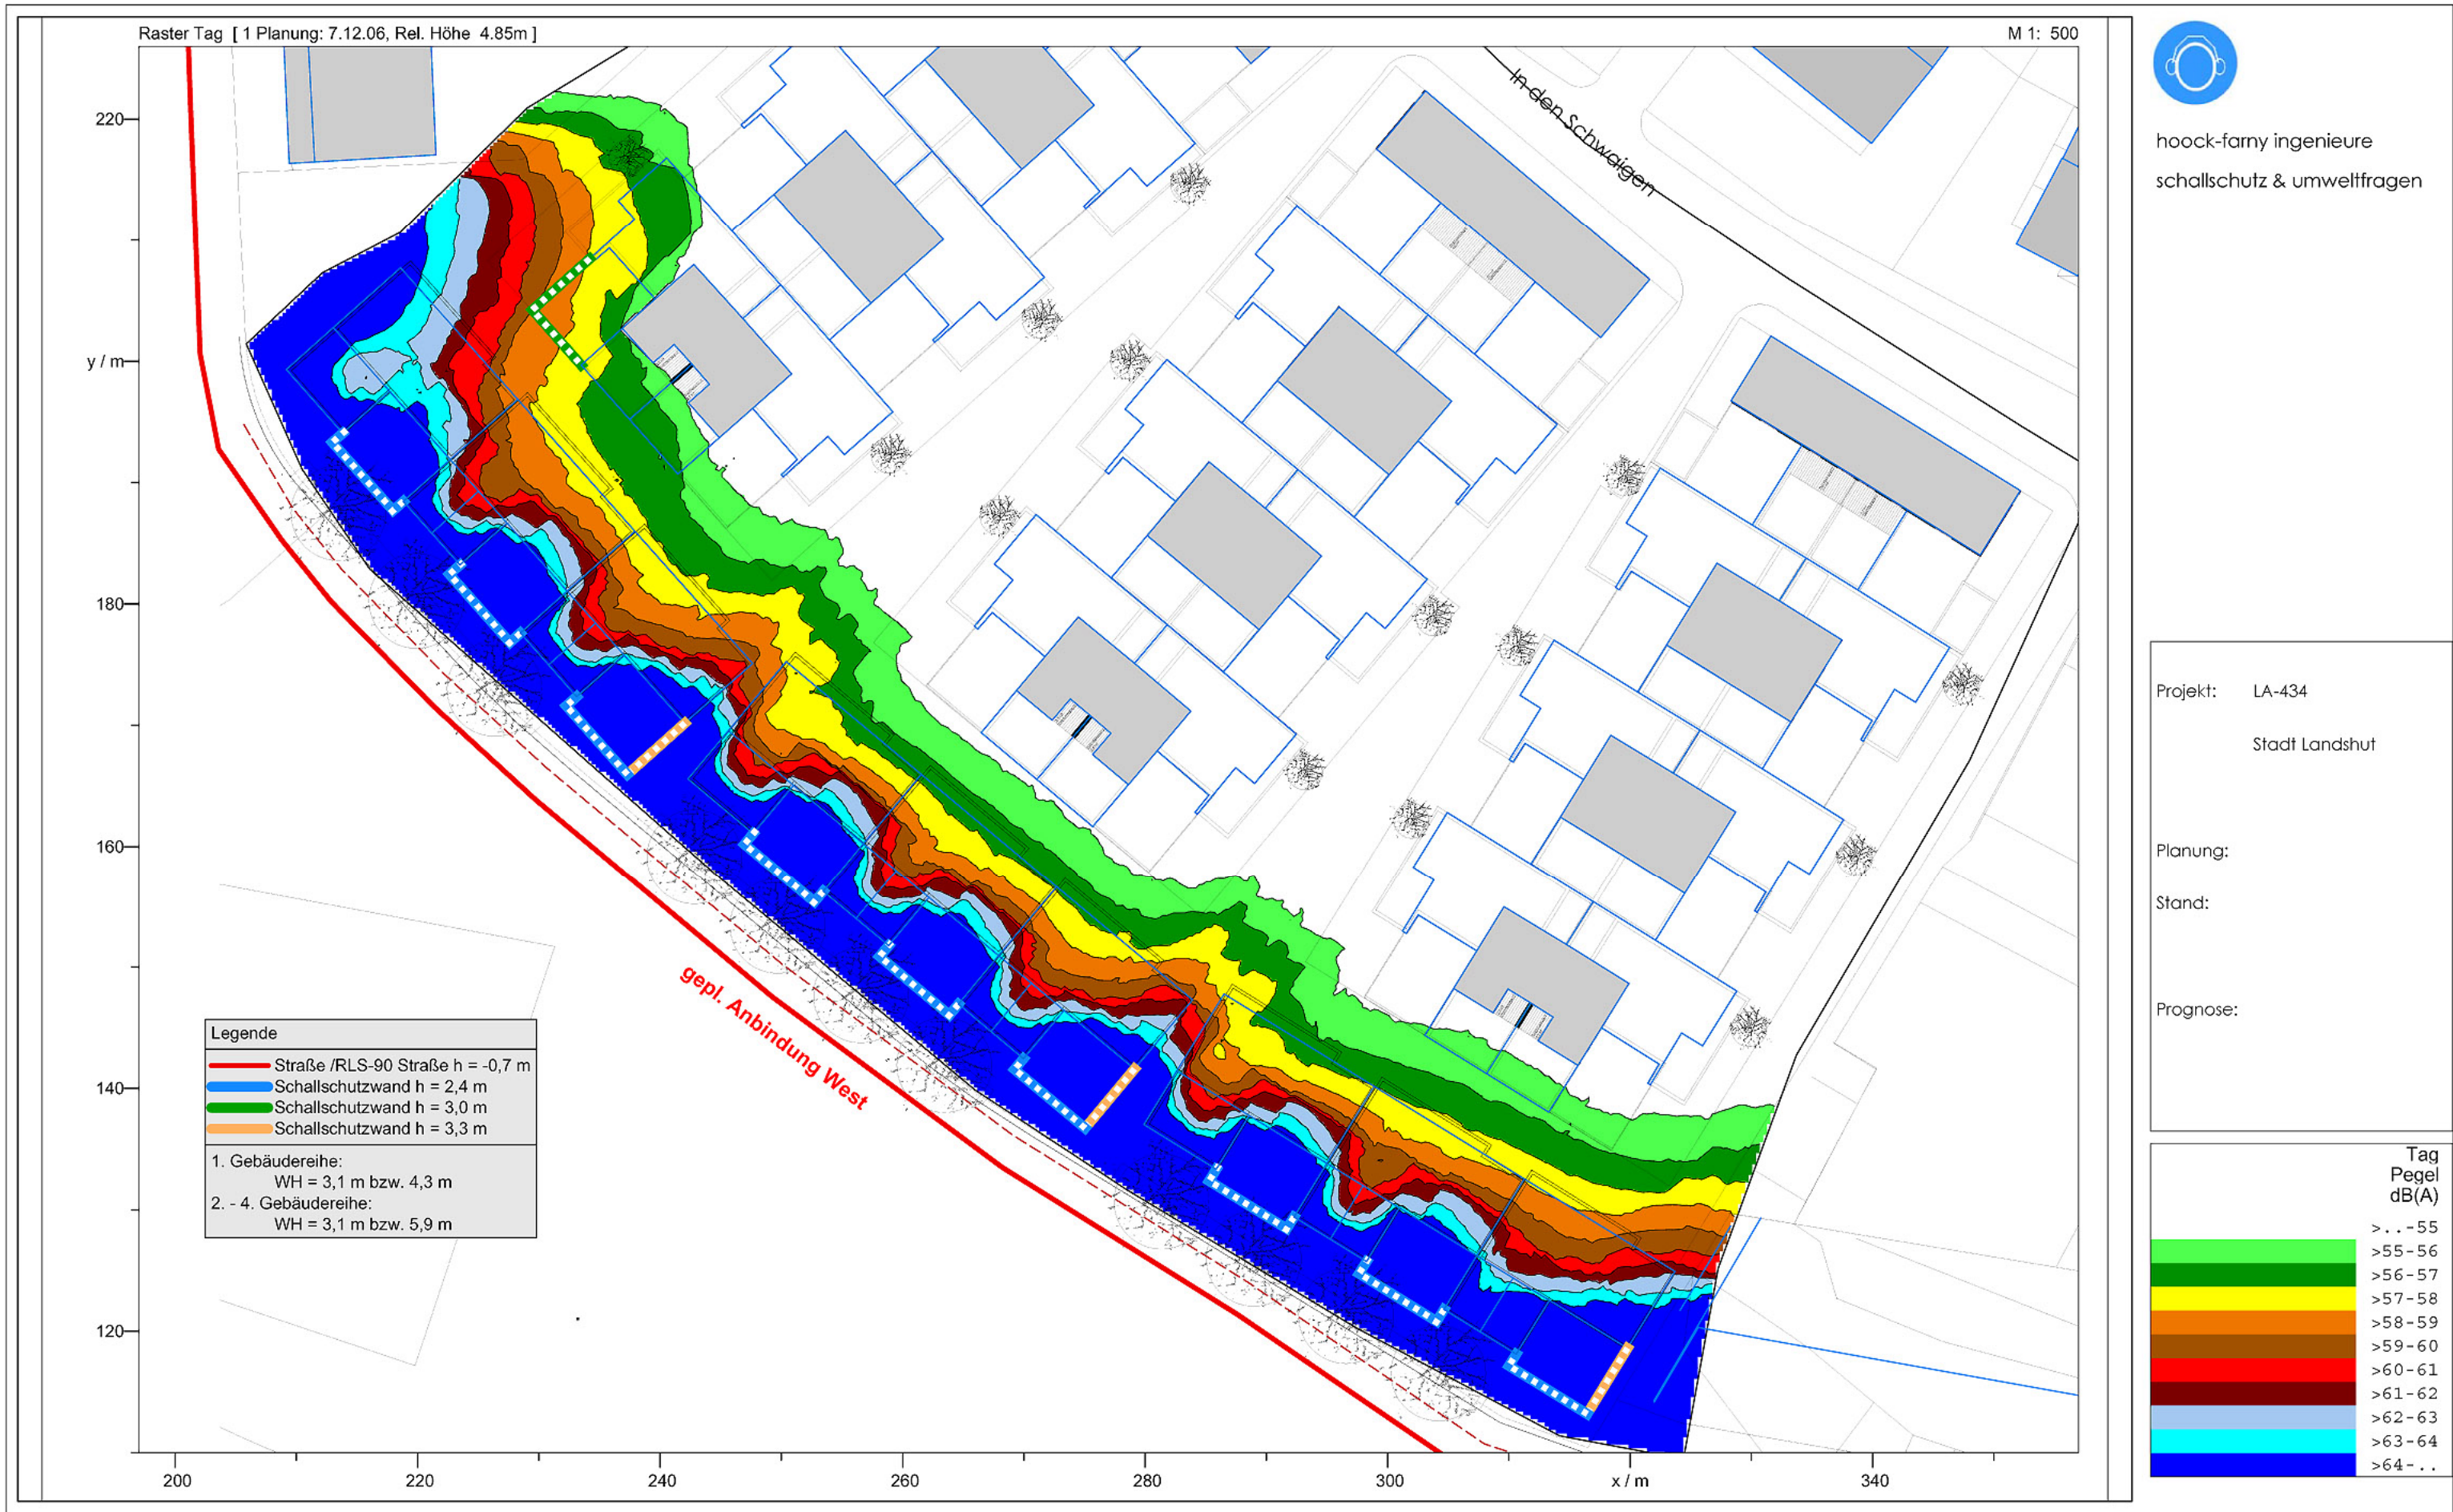 Raster Tag [ 1 Planung: 7.12.06, Rel. Höhe 4.85m ]
M 1: 500
hoock-farny ingenieure
schallschutz & umweltfragen
In den Schwaigen
220
y / m
180
160
140
120
gepl. Anbindung West
Legende
Straße /RLS-90 Straße h = -0,7 m
Schallschutzwand h = 2,4 m
Schallschutzwand h = 3,0 m
Schallschutzwand h = 3,3 m
1. Gebäudereihe:
WH = 3,1 m bzw. 4,3 m
2. - 4. Gebäudereihe:
WH = 3,1 m bzw. 5,9 m
200
220
240
260
280
300
x / m
340
Projekt: LA-434
Stadt Landshut
Planung:
Stand:
Prognose:
Tag
Pegel
dB(A)
>..-55
>55-56
>56-57
>57-58
>58-59
>59-60
>60-61
>61-62
>62-63
>63-64
>64-..